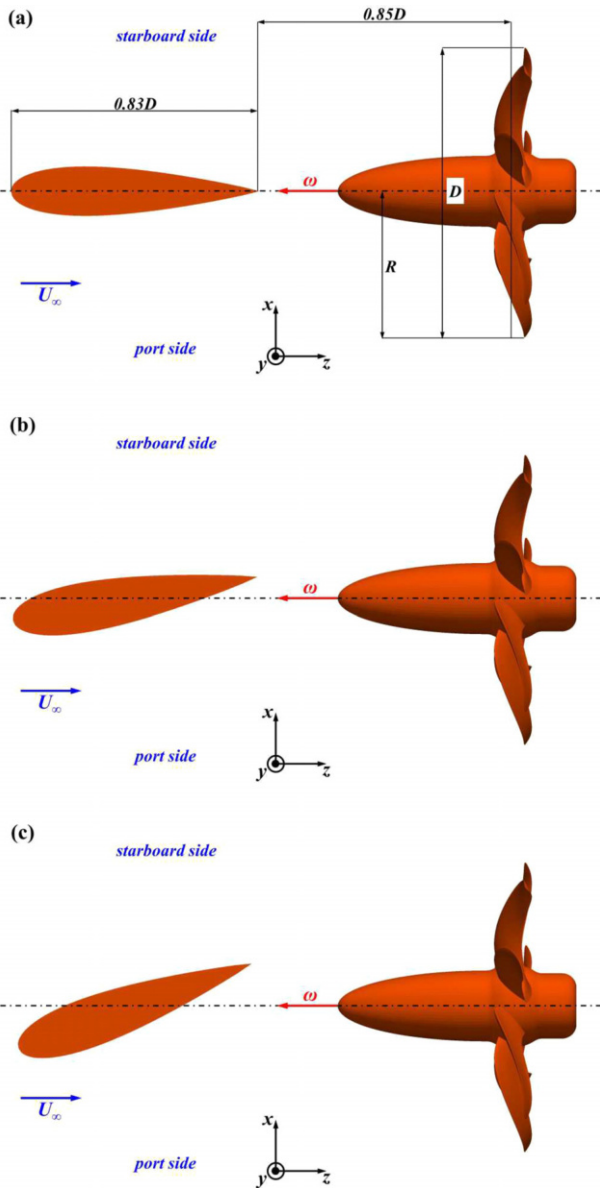 (a)
starboard side
0.85D
0.83D
ω
D
R
U∞
x
port side
y
z
(b)
starboard side
ω
U∞
x
port side
y
z
(c)
starboard side
ω
U∞
x
port side
y
z